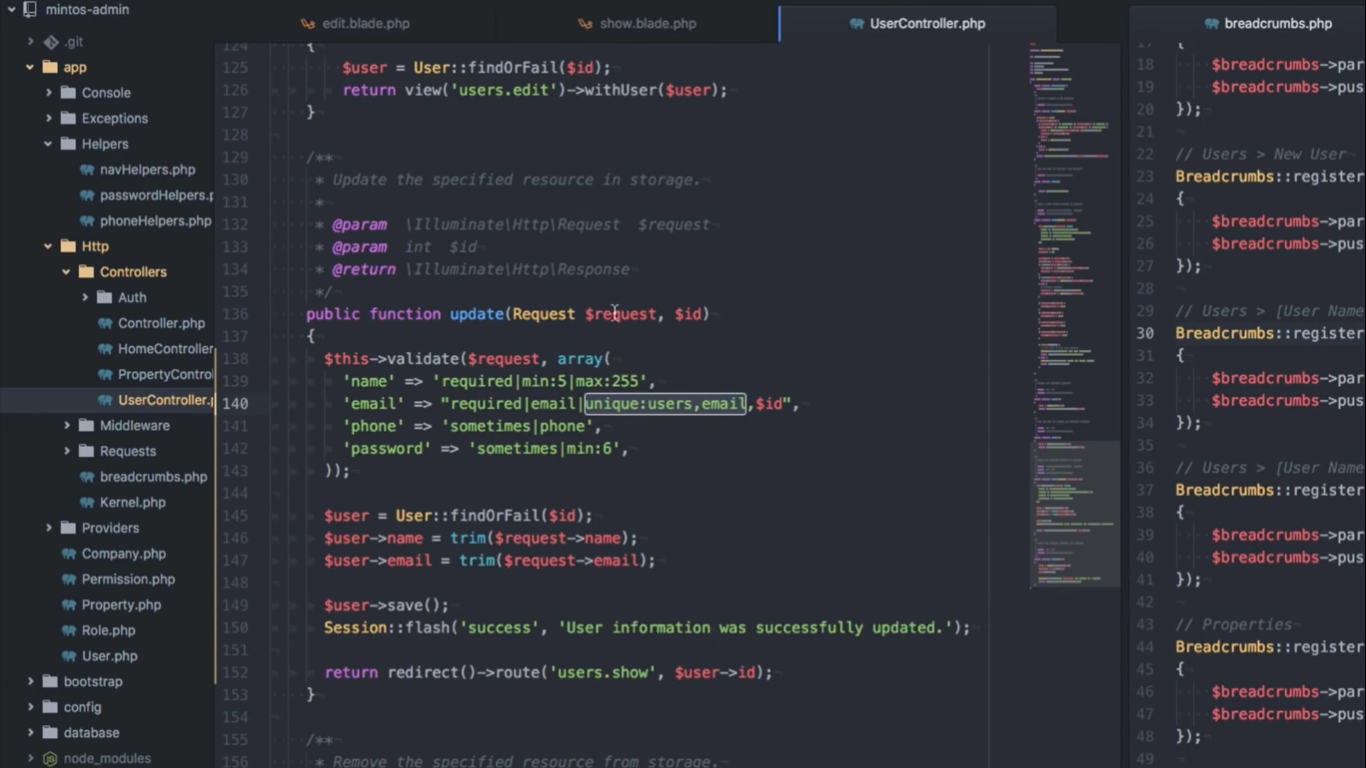 mintos-admin
.git
app
Console
Exceptions
Helpers
navHelpers.php
passwordHelpers.p
phoneHelpers.php
Http
Controllers
Auth
Controller.php
HomeController
PropertyContro
UserController.p
Middleware
Requests
breadcrumbs.php
Kernel.php
Providers
Company.php
Permission.php
Property.php
Role.php
User.php
bootstrap
config
database
node_modules
edit.blade.php
show.blade.php
UserController.php
breadcrumbs.php
124 {
125 $user = User::findOrFail($id);
126 return view('users.edit')->withUser($user);
127 }
128
129 /**
130 * Update the specified resource in storage.
131 *
132 * @param \Illuminate\Http\Request $request
133 * @param int $id
134 * @return \Illuminate\Http\Response
135 */
136 public function update(Request $request, $id)
137 {
138 $this->validate($request, array(
139 'name' => 'required|min:5|max:255',
140 'email' => "required|email|unique:users,email,$id",
141 'phone' => 'sometimes|phone',
142 'password' => 'sometimes|min:6',
143 ));
144
145 $user = User::findOrFail($id);
146 $user->name = trim($request->name);
147 $user->email = trim($request->email);
148
149 $user->save();
150 Session::flash('success', 'User information was successfully updated.');
151
152 return redirect()->route('users.show', $user->id);
153 }
154
155 /**
156 * Remove the specified resource from storage.
17 {
18 $breadcrumbs->par
19 $breadcrumbs->pus
20 });
21
22 // Users > New User
23 Breadcrumbs::register
24 {
25 $breadcrumbs->par
26 $breadcrumbs->pus
27 });
28
29 // Users > [User Name
30 Breadcrumbs::register
31 {
32 $breadcrumbs->par
33 $breadcrumbs->pus
34 });
35
36 // Users > [User Name
37 Breadcrumbs::register
38 {
39 $breadcrumbs->par
40 $breadcrumbs->pus
41 });
42
43 // Properties
44 Breadcrumbs::register
45 {
46 $breadcrumbs->par
47 $breadcrumbs->pus
48 });
49